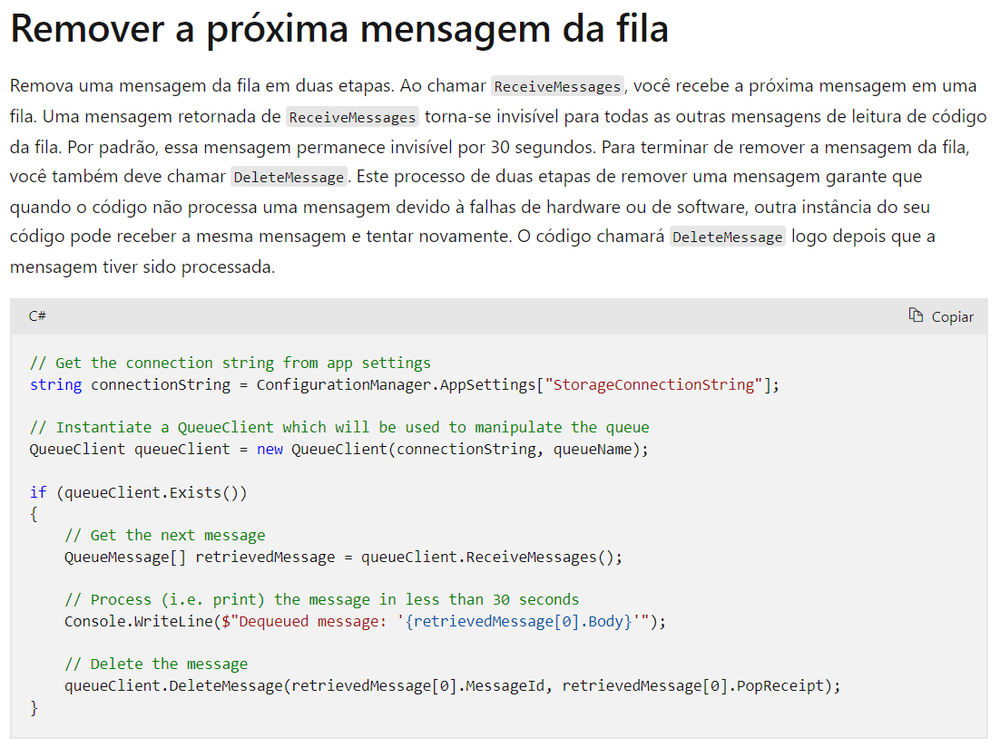 Remover a próxima mensagem da fila
Remova uma mensagem da fila em duas etapas. Ao chamar ReceiveMessages, você recebe a próxima mensagem em uma
fila. Uma mensagem retornada de ReceiveMessages torna-se invisível para todas as outras mensagens de leitura de código
da fila. Por padrão, essa mensagem permanece invisível por 30 segundos. Para terminar de remover a mensagem da fila,
você também deve chamar DeleteMessage. Este processo de duas etapas de remover uma mensagem garante que
quando o código não processa uma mensagem devido à falhas de hardware ou de software, outra instância do seu
código pode receber a mesma mensagem e tentar novamente. O código chamará DeleteMessage logo depois que a
mensagem tiver sido processada.
C# Copiar
// Get the connection string from app settings
string connectionString = ConfigurationManager.AppSettings["StorageConnectionString"];
// Instantiate a QueueClient which will be used to manipulate the queue
QueueClient queueClient = new QueueClient(connectionString, queueName);
if (queueClient.Exists())
{
    // Get the next message
    QueueMessage[] retrievedMessage = queueClient.ReceiveMessages();
    // Process (i.e. print) the message in less than 30 seconds
    Console.WriteLine($"Dequeued message: '{retrievedMessage[0].Body}'");
    // Delete the message
    queueClient.DeleteMessage(retrievedMessage[0].MessageId, retrievedMessage[0].PopReceipt);
}